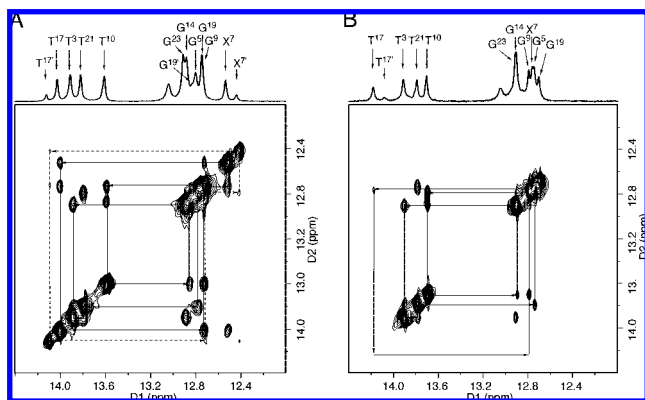 A
G¹⁴ G¹⁹
T¹⁷ T³ T²¹ T¹⁰ G²³ G⁵ G⁹ X⁷
T¹⁷' G¹⁹' X⁷'
12.4
12.8
13.2
13.0
14.0
D2 (ppm)
14.0 13.6 13.2 12.8 12.4
D1 (ppm)
B
G¹⁴ X⁷
T¹⁷ T³ T²¹ T¹⁰ G⁹ G⁵
T¹⁷' G²³ G¹⁹
12.4
12.8
13.2
13.0
14.0
D2 (ppm)
14.0 13.6 13.2 12.8 12.4
D1 (ppm)